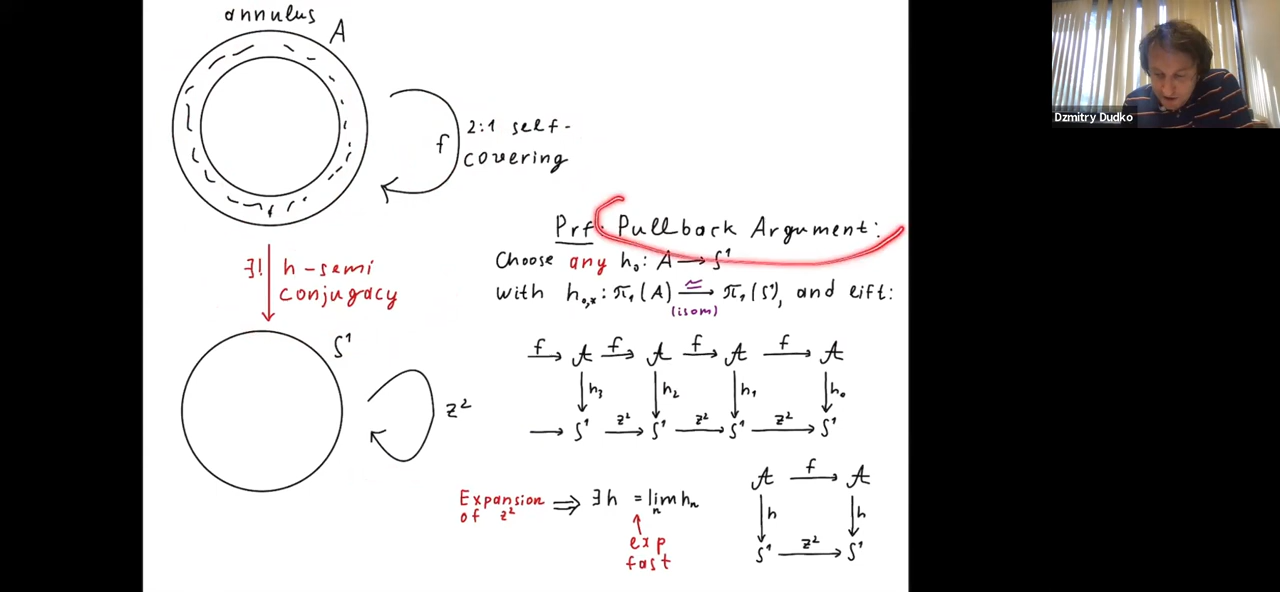 annulus
A
f
2:1 self-
covering
∃! h-semi
conjugacy
S¹
z²
Prf: Pullback Argument:
Choose any h₀: A → S¹
with h₀,*: π₁(A) ≃→ π₁(S¹), and lift:
(isom)
f→ A f→ A f→ A f→ A
h₃ h₂ h₁ h₀
→ S¹ z²→ S¹ z²→ S¹ z²→ S¹
Expansion
of z²
⇒ ∃ h = lim hₙ
n
exp
fast
A f→ A
h h
S¹ z²→ S¹
Dzmitry Dudko